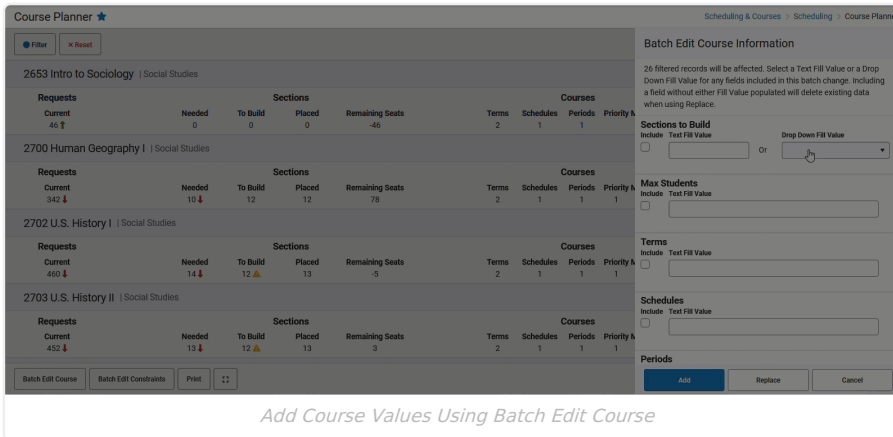 Course Planner
Scheduling & Courses > Scheduling > Course Planne
Filter × Reset
2653 Intro to Sociology | Social Studies
Requests Sections Courses
Current Needed To Build Placed Remaining Seats Terms Schedules Periods Priority M
46 0 0 0 -46 2 1 1
2700 Human Geography I | Social Studies
Requests Sections Courses
Current Needed To Build Placed Remaining Seats Terms Schedules Periods Priority M
342 10 12 12 78 2 1 1 1
2702 U.S. History I | Social Studies
Requests Sections Courses
Current Needed To Build Placed Remaining Seats Terms Schedules Periods Priority M
460 14 12 13 -5 2 1 1 1
2703 U.S. History II | Social Studies
Requests Sections Courses
Current Needed To Build Placed Remaining Seats Terms Schedules Periods Priority M
452 13 12 13 3 2 1 1 1
Batch Edit Course Batch Edit Constraints Print
Batch Edit Course Information
26 filtered records will be affected. Select a Text Fill Value or a Drop
Down Fill Value for any fields included in this batch change. Including
a field without either Fill Value populated will delete existing data
when using Replace.
Sections to Build
Include Text Fill Value Drop Down Fill Value
Or
Max Students
Include Text Fill Value
Terms
Include Text Fill Value
Schedules
Include Text Fill Value
Periods
Add Replace Cancel
Add Course Values Using Batch Edit Course